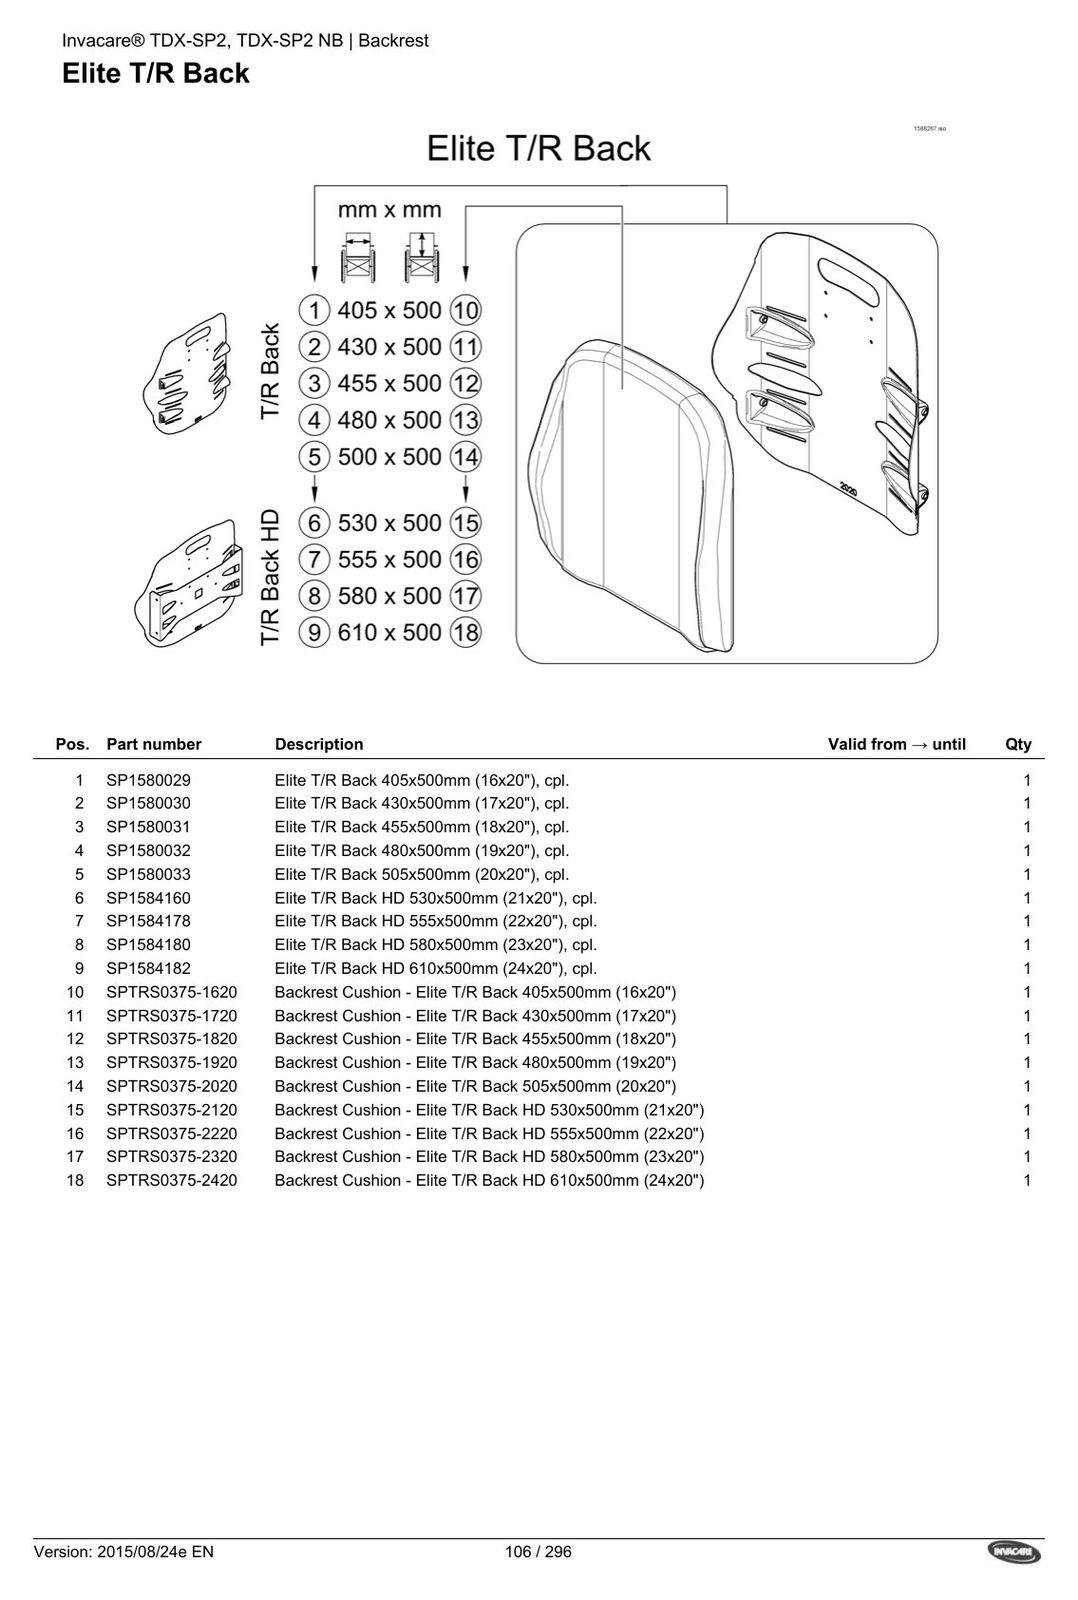 Invacare® TDX-SP2, TDX-SP2 NB | Backrest
Elite T/R Back
1588267.iso
Elite T/R Back
mm x mm
T/R Back
1 405 x 500 10
2 430 x 500 11
3 455 x 500 12
4 480 x 500 13
5 500 x 500 14
T/R Back HD
6 530 x 500 15
7 555 x 500 16
8 580 x 500 17
9 610 x 500 18
20/20
Pos. Part number Description Valid from → until Qty
1 SP1580029 Elite T/R Back 405x500mm (16x20"), cpl. 1
2 SP1580030 Elite T/R Back 430x500mm (17x20"), cpl. 1
3 SP1580031 Elite T/R Back 455x500mm (18x20"), cpl. 1
4 SP1580032 Elite T/R Back 480x500mm (19x20"), cpl. 1
5 SP1580033 Elite T/R Back 505x500mm (20x20"), cpl. 1
6 SP1584160 Elite T/R Back HD 530x500mm (21x20"), cpl. 1
7 SP1584178 Elite T/R Back HD 555x500mm (22x20"), cpl. 1
8 SP1584180 Elite T/R Back HD 580x500mm (23x20"), cpl. 1
9 SP1584182 Elite T/R Back HD 610x500mm (24x20"), cpl. 1
10 SPTRS0375-1620 Backrest Cushion - Elite T/R Back 405x500mm (16x20") 1
11 SPTRS0375-1720 Backrest Cushion - Elite T/R Back 430x500mm (17x20") 1
12 SPTRS0375-1820 Backrest Cushion - Elite T/R Back 455x500mm (18x20") 1
13 SPTRS0375-1920 Backrest Cushion - Elite T/R Back 480x500mm (19x20") 1
14 SPTRS0375-2020 Backrest Cushion - Elite T/R Back 505x500mm (20x20") 1
15 SPTRS0375-2120 Backrest Cushion - Elite T/R Back HD 530x500mm (21x20") 1
16 SPTRS0375-2220 Backrest Cushion - Elite T/R Back HD 555x500mm (22x20") 1
17 SPTRS0375-2320 Backrest Cushion - Elite T/R Back HD 580x500mm (23x20") 1
18 SPTRS0375-2420 Backrest Cushion - Elite T/R Back HD 610x500mm (24x20") 1
Version: 2015/08/24e EN 106 / 296 INVACARE